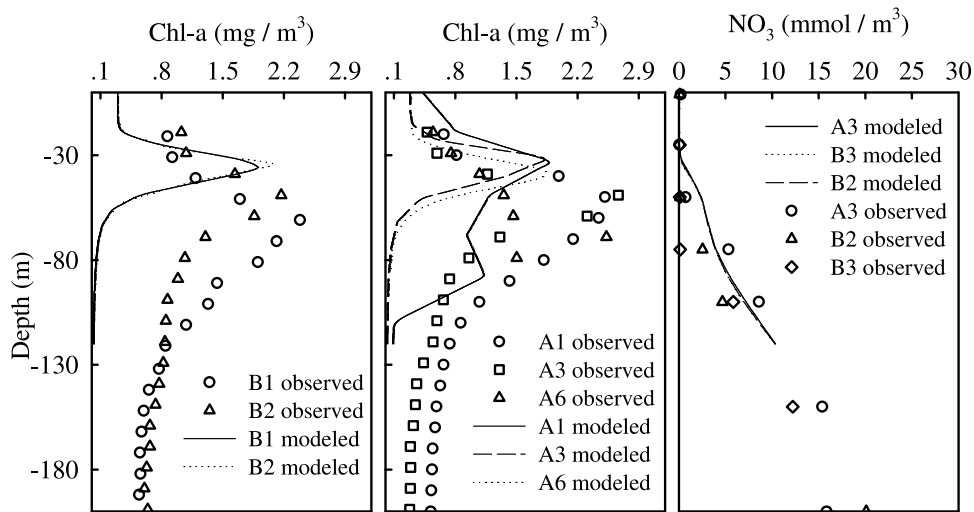 Chl-a (mg / m³)
.1 .8 1.5 2.2 2.9
Chl-a (mg / m³)
.1 .8 1.5 2.2 2.9
NO₃ (mmol / m³)
0 5 10 15 20 25 30
Depth (m)
-30
-80
-130
-180
B1 observed
B2 observed
B1 modeled
B2 modeled
A1 observed
A3 observed
A6 observed
A1 modeled
A3 modeled
A6 modeled
A3 modeled
B3 modeled
B2 modeled
A3 observed
B2 observed
B3 observed